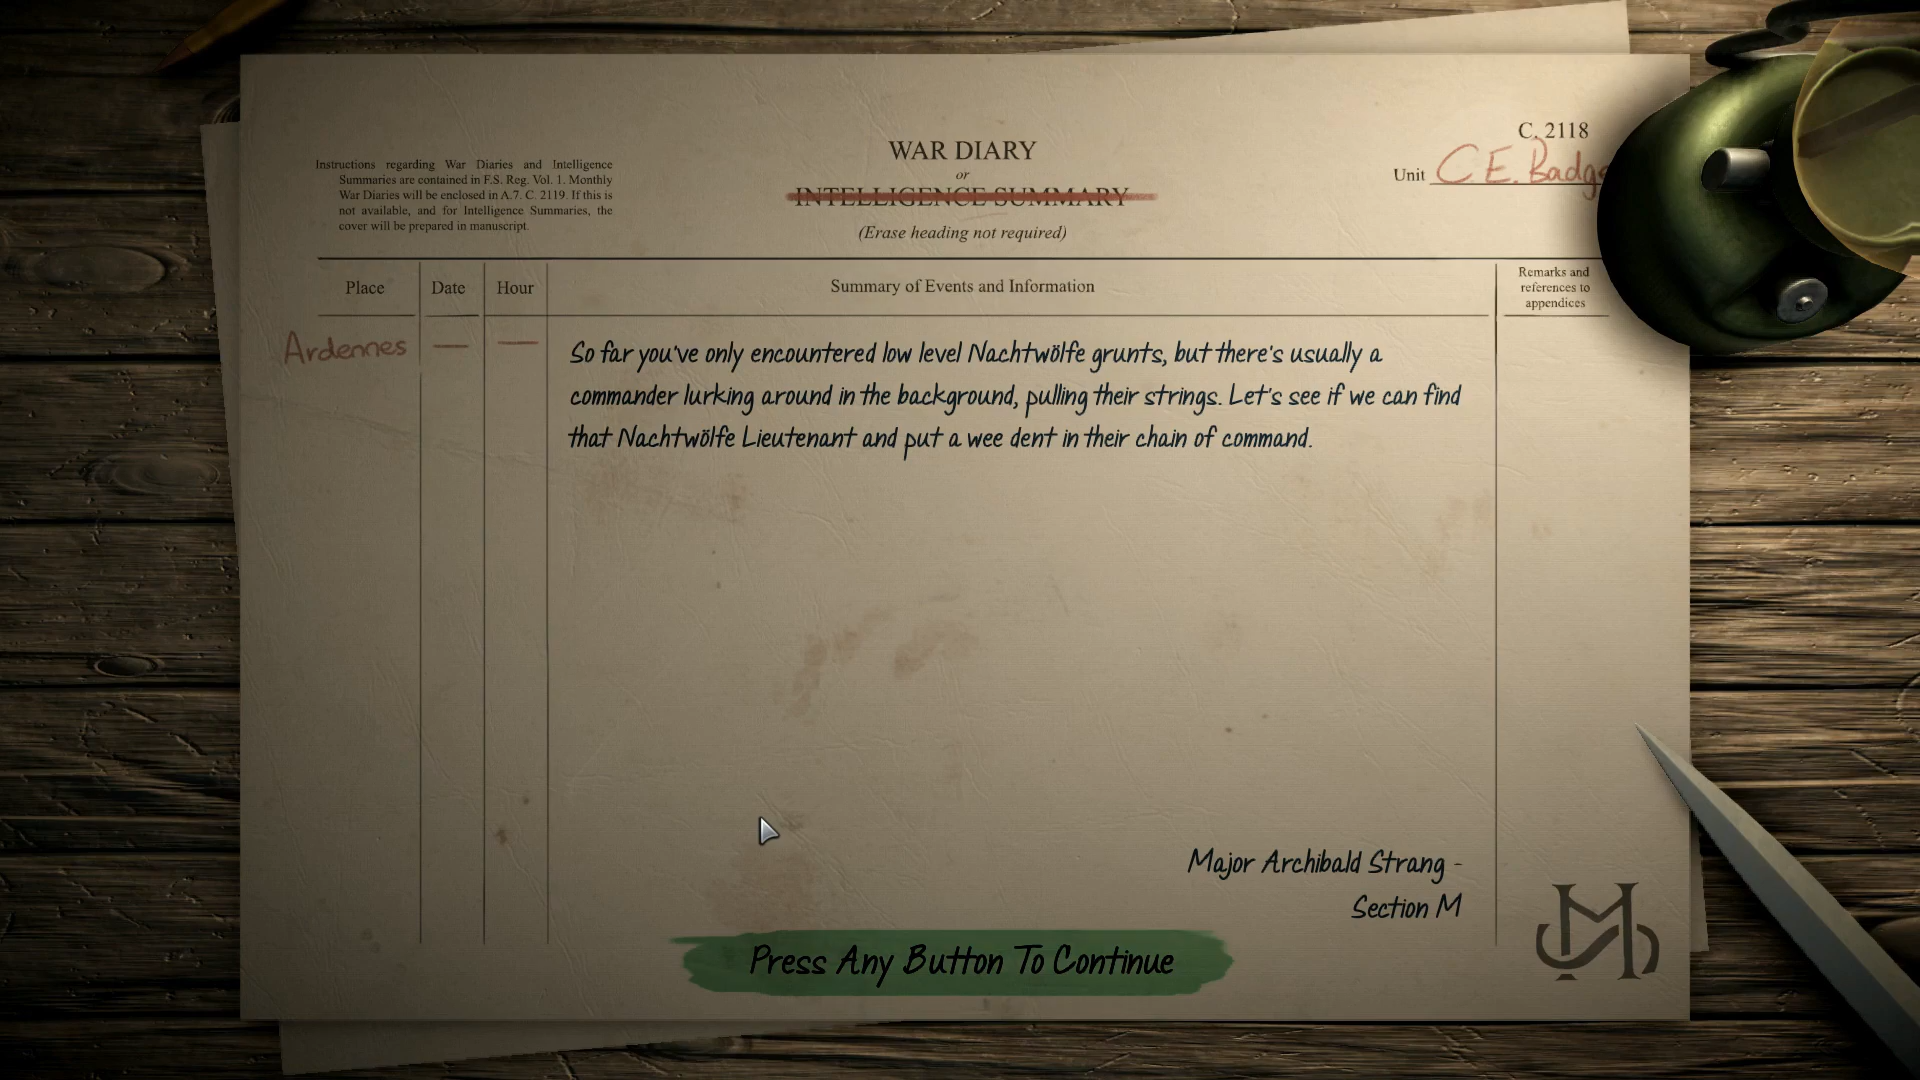 C. 2118
WAR DIARY
or
INTELLIGENCE SUMMARY
(Erase heading not required)
Instructions regarding War Diaries and Intelligence
Summaries are contained in F.S. Reg. Vol. 1. Monthly
War Diaries will be enclosed in A.7. C. 2119. If this is
not available, and for Intelligence Summaries, the
cover will be prepared in manuscript.
Unit C.E.
Place Date Hour Summary of Events and Information
Remarks and
references to
appendices
Ardennes — —
So far you've only encountered low level Nachtwölfe grunts, but there's usually a
commander lurking around in the background, pulling their strings. Let's see if we can find
that Nachtwölfe Lieutenant and put a wee dent in their chain of command.
Major Archibald Strang -
Section M
Press Any Button To Continue